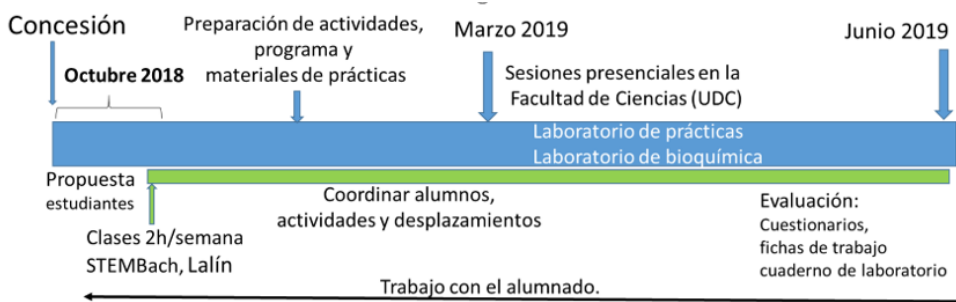 Concesión
Octubre 2018
Preparación de actividades,
programa y
materiales de prácticas
Marzo 2019
Sesiones presenciales en la
Facultad de Ciencias (UDC)
Junio 2019
Laboratorio de prácticas
Laboratorio de bioquímica
Propuesta
estudiantes
Clases 2h/semana
STEMBach, Lalín
Coordinar alumnos,
actividades y desplazamientos
Evaluación:
Cuestionarios,
fichas de trabajo
cuaderno de laboratorio
Trabajo con el alumnado.